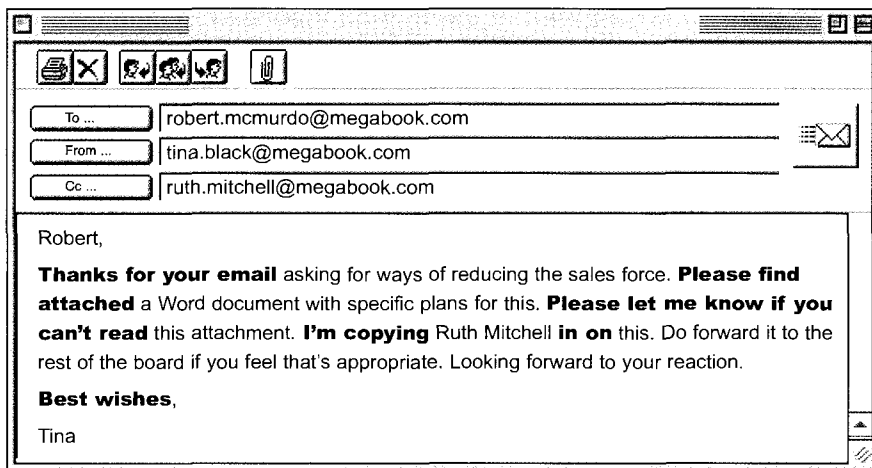 To ...
robert.mcmurdo@megabook.com
From ...
tina.black@megabook.com
Cc ...
ruth.mitchell@megabook.com
Robert,
Thanks for your email asking for ways of reducing the sales force. Please find
attached a Word document with specific plans for this. Please let me know if you
can't read this attachment. I'm copying Ruth Mitchell in on this. Do forward it to the
rest of the board if you feel that's appropriate. Looking forward to your reaction.
Best wishes,
Tina